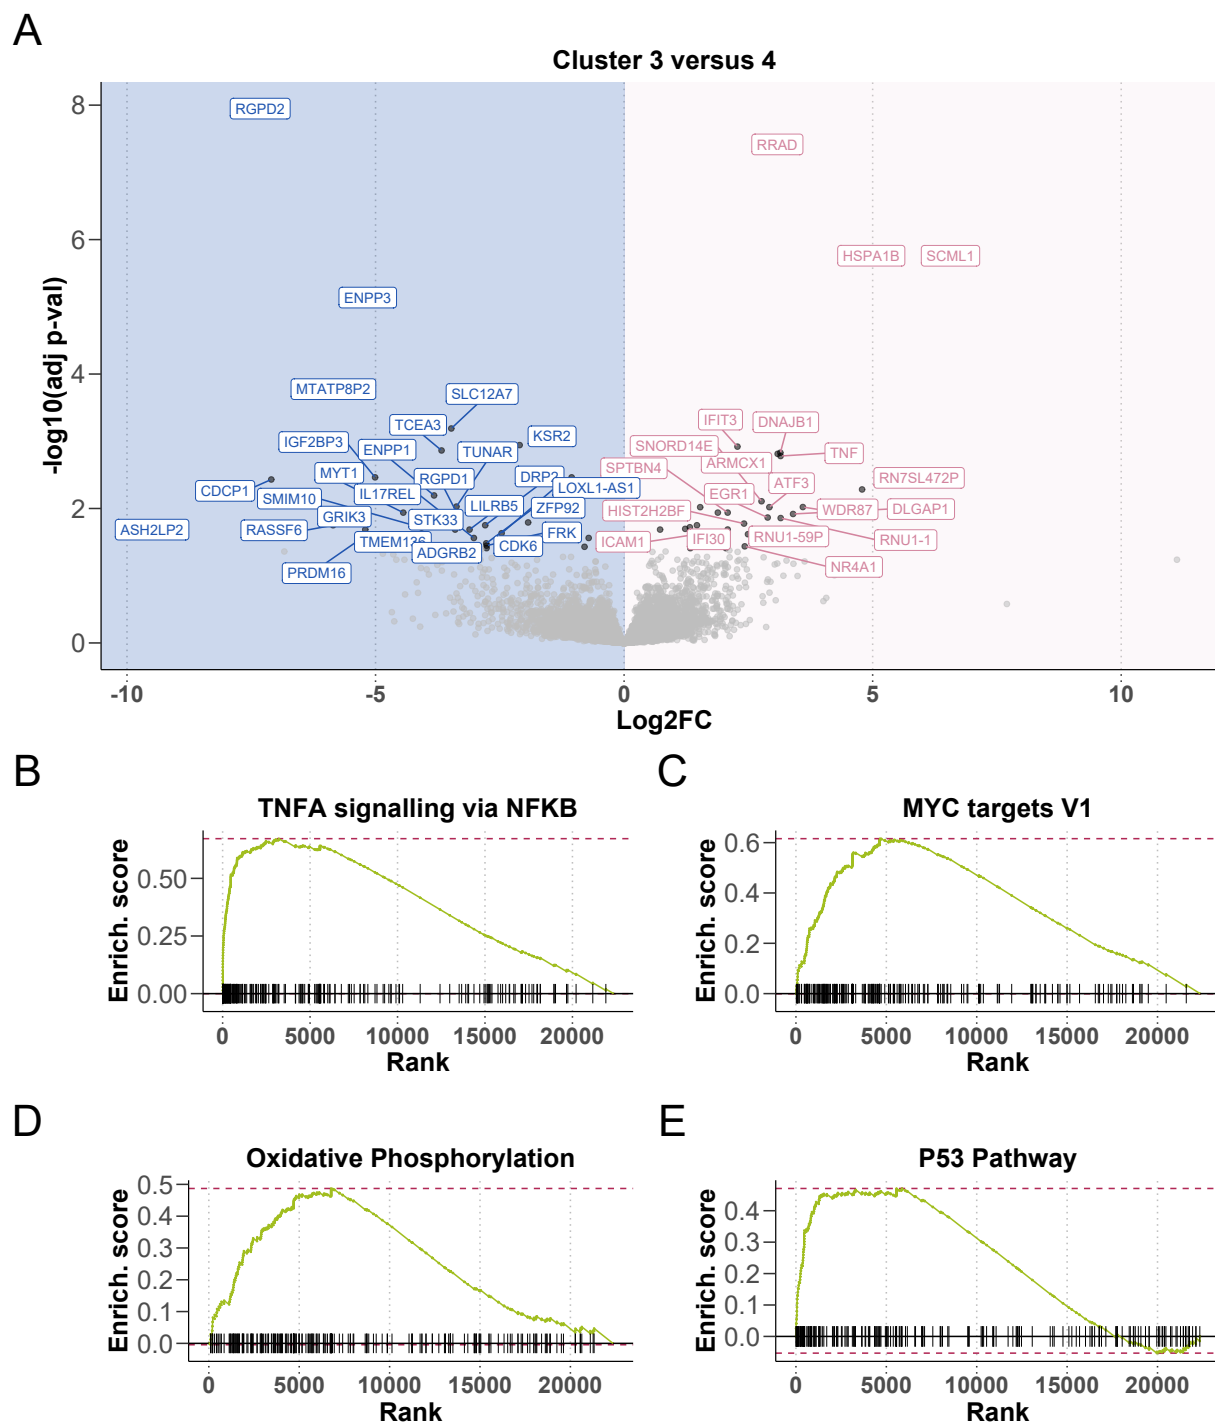 A
Cluster 3 versus 4
-log10(adj p-val)
8
6
4
2
0
RGPD2
RRAD
HSPA1B
SCML1
ENPP3
MTATP8P2
SLC12A7
TCEA3
IFIT3
DNAJB1
IGF2BP3
ENPP1
TUNAR
KSR2
SNORD14E
TNF
MYT1
RGPD1
DRP2
SPTBN4
ARMCX1
RN7SL472P
CDCP1
SMIM10
IL17REL
LILRB5
LOXL1-AS1
EGR1
ATF3
ASH2LP2
RASSF6
GRIK3
STK33
ZFP92
HIST2H2BF
WDR87
DLGAP1
PRDM16
TMEM136
ADGRB2
CDK6
FRK
ICAM1
IFI30
RNU1-59P
RNU1-1
NR4A1
-10
-5
0
5
10
Log2FC
B
TNFA signalling via NFKB
Enrich. score
0.50
0.25
0.00
0
5000
10000
15000
20000
Rank
C
MYC targets V1
Enrich. score
0.6
0.4
0.2
0.0
0
5000
10000
15000
20000
Rank
D
Oxidative Phosphorylation
Enrich. score
0.5
0.4
0.3
0.2
0.1
0.0
0
5000
10000
15000
20000
Rank
E
P53 Pathway
Enrich. score
0.4
0.3
0.2
0.1
0.0
0
5000
10000
15000
20000
Rank